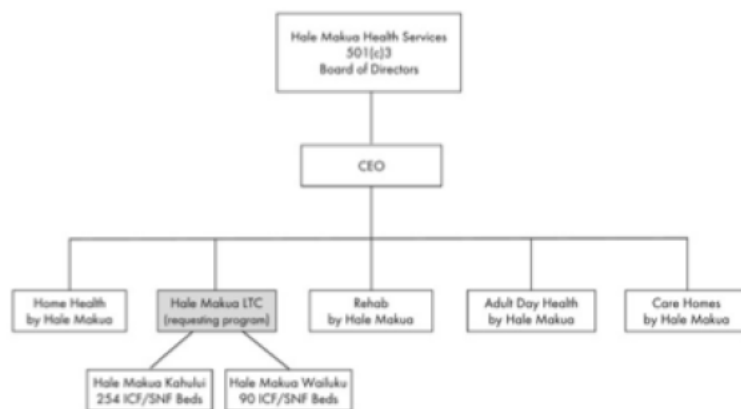 Hale Makua Health Services
501(c)3
Board of Directors
CEO
Home Health
by Hale Makua
Hale Makua LTC
(requesting program)
Rehab
by Hale Makua
Adult Day Health
by Hale Makua
Care Homes
by Hale Makua
Hale Makua Kahului
254 ICF/SNF Beds
Hale Makua Wailuku
90 ICF/SNF Beds